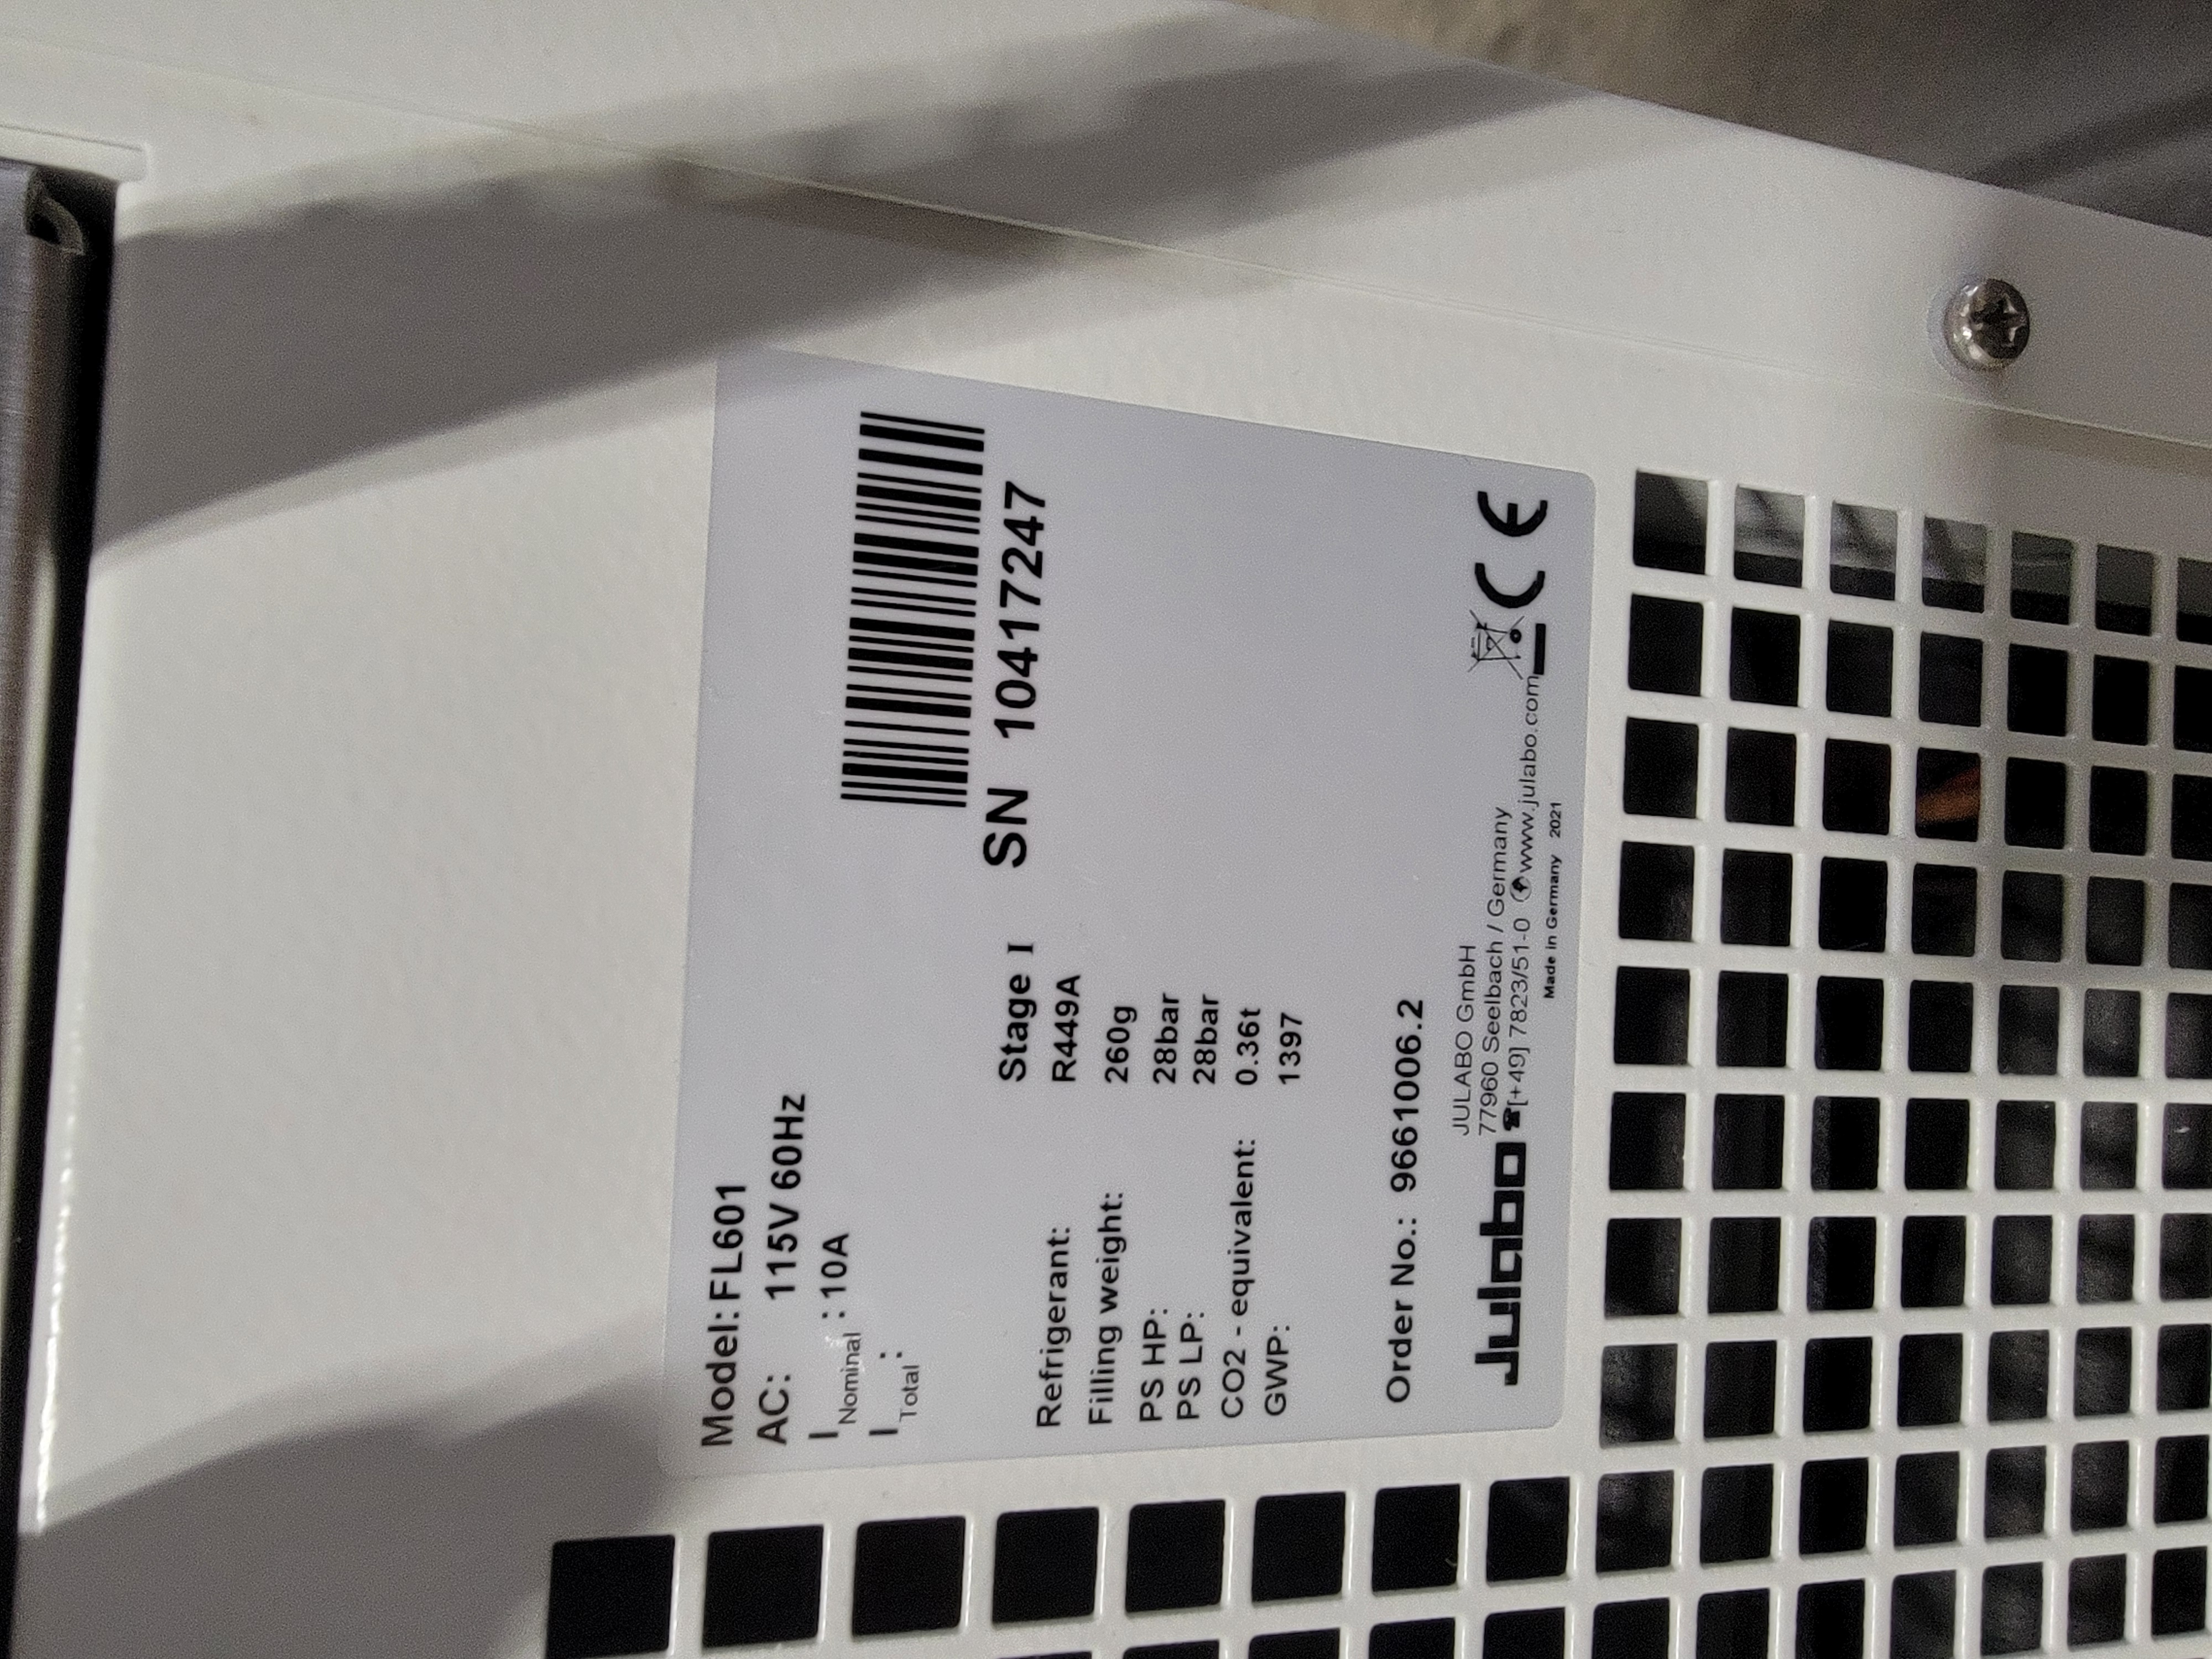 Model: FL601
AC: 115V 60Hz
I Nominal : 10A
I Total :
SN 10417247
Stage I
Refrigerant: R449A
Filling weight: 260g
PS HP: 28bar
PS LP: 28bar
CO2 - equivalent: 0.36t
GWP: 1397
Order No.: 9661006.2
Julabo
JULABO GmbH
77960 Seelbach / Germany
☎[+49] 7823/51-0 www.julabo.com
Made in Germany 2021
CE